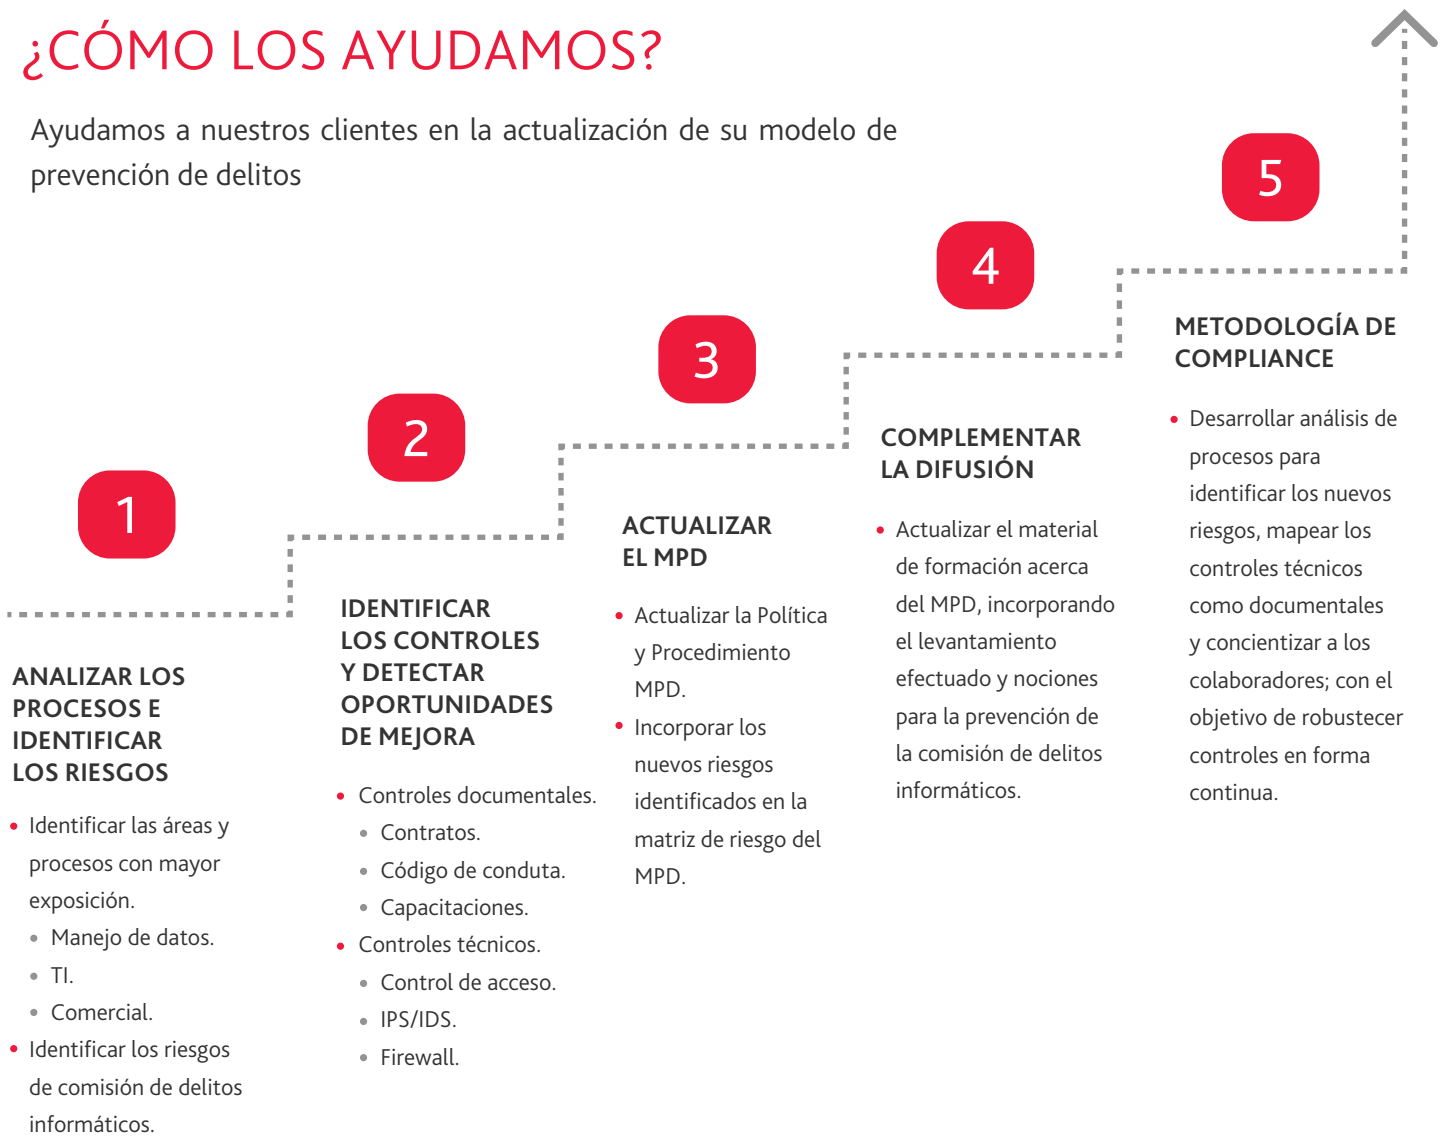 ¿CÓMO LOS AYUDAMOS?
Ayudamos a nuestros clientes en la actualización de su modelo de
prevención de delitos
1
ANALIZAR LOS
PROCESOS E
IDENTIFICAR
LOS RIESGOS
• Identificar las áreas y
procesos con mayor
exposición.
• Manejo de datos.
• TI.
• Comercial.
• Identificar los riesgos
de comisión de delitos
informáticos.
2
IDENTIFICAR
LOS CONTROLES
Y DETECTAR
OPORTUNIDADES
DE MEJORA
• Controles documentales.
• Contratos.
• Código de conduta.
• Capacitaciones.
• Controles técnicos.
• Control de acceso.
• IPS/IDS.
• Firewall.
3
ACTUALIZAR
EL MPD
• Actualizar la Política
y Procedimiento
MPD.
• Incorporar los
nuevos riesgos
identificados en la
matriz de riesgo del
MPD.
4
COMPLEMENTAR
LA DIFUSIÓN
• Actualizar el material
de formación acerca
del MPD, incorporando
el levantamiento
efectuado y nociones
para la prevención de
la comisión de delitos
informáticos.
5
METODOLOGÍA DE
COMPLIANCE
• Desarrollar análisis de
procesos para
identificar los nuevos
riesgos, mapear los
controles técnicos
como documentales
y concientizar a los
colaboradores; con el
objetivo de robustecer
controles en forma
continua.